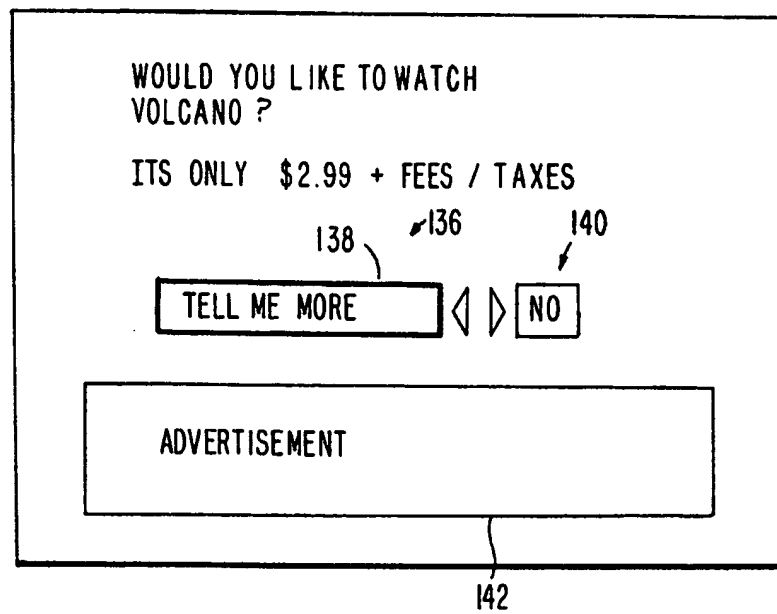 WOULD YOU LIKE TO WATCH
VOLCANO ?
ITS ONLY $2.99 + FEES / TAXES
138 136 140
TELL ME MORE NO
ADVERTISEMENT
142